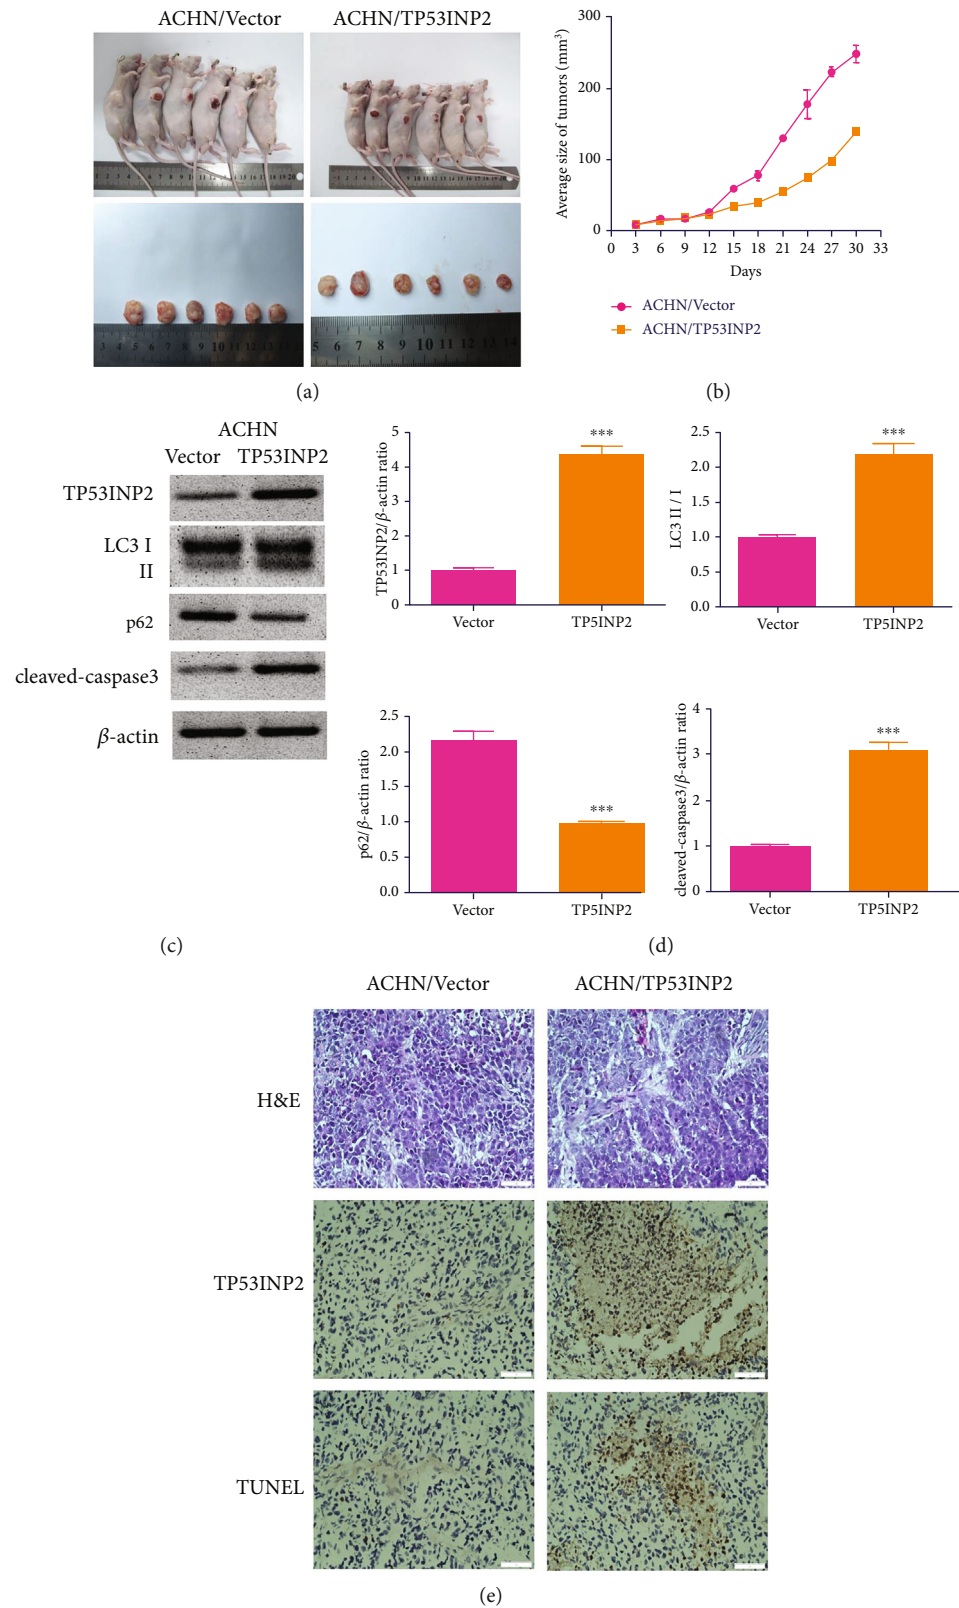 ACHN/Vector
ACHN/TP53INP2
(a)
Average size of tumors (mm³)
300
200
100
0
0 3 6 9 12 15 18 21 24 27 30 33
Days
ACHN/Vector
ACHN/TP53INP2
(b)
ACHN
Vector TP53INP2
TP53INP2
LC3 I
II
p62
cleaved-caspase3
β-actin
(c)
TP53INP2/β-actin ratio
5
4
3
2
1
0
***
Vector TP5INP2
LC3 II / I
2.5
2.0
1.5
1.0
0.5
0.0
***
Vector TP5INP2
p62/β-actin ratio
2.5
2.0
1.5
1.0
0.5
0.0
***
Vector TP5INP2
cleaved-caspase3/β-actin ratio
4
3
2
1
0
***
Vector TP5INP2
(d)
ACHN/Vector ACHN/TP53INP2
H&E
TP53INP2
TUNEL
(e)